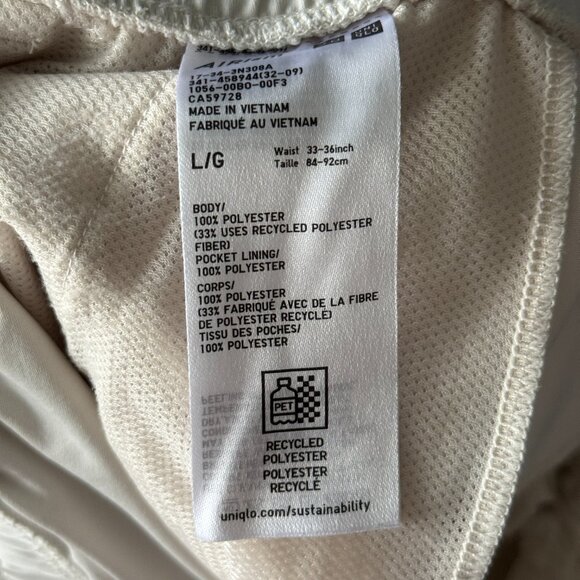 AIRism
17-34-3N308A
341-458944(32-09)
1056-00B0-00F3
CA59728
MADE IN VIETNAM
FABRIQUÉ AU VIETNAM
L/G
Waist 33-36inch
Taille 84-92cm
BODY/
100% POLYESTER
(33% USES RECYCLED POLYESTER
FIBER)
POCKET LINING/
100% POLYESTER
CORPS/
100% POLYESTER
(33% FABRIQUÉ AVEC DE LA FIBRE
DE POLYESTER RECYCLÉ)
TISSU DES POCHES/
100% POLYESTER
PET
RECYCLED
POLYESTER
POLYESTER
RECYCLÉ
uniqlo.com/sustainability